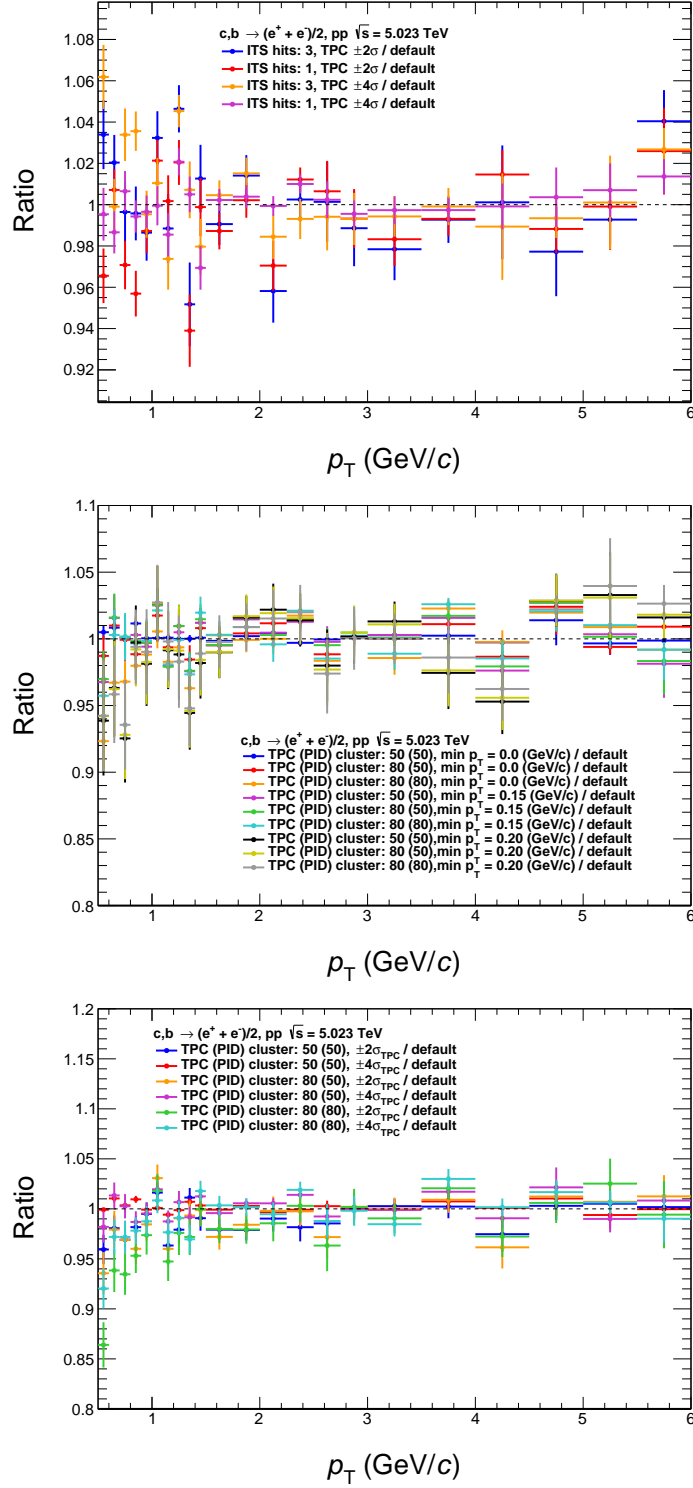 c,b → (e⁺ + e⁻)/2, pp √s = 5.023 TeV
ITS hits: 3, TPC ±2σ / default
ITS hits: 1, TPC ±2σ / default
ITS hits: 3, TPC ±4σ / default
ITS hits: 1, TPC ±4σ / default
Ratio
1.08
1.06
1.04
1.02
1
0.98
0.96
0.94
0.92
1 2 3 4 5 6
p_T (GeV/c)
1.1
1.05
1
0.95
0.9
0.85
0.8
Ratio
c,b → (e⁺ + e⁻)/2, pp √s = 5.023 TeV
TPC (PID) cluster: 50 (50), min p_T = 0.0 (GeV/c) / default
TPC (PID) cluster: 80 (50), min p_T = 0.0 (GeV/c) / default
TPC (PID) cluster: 80 (80), min p_T = 0.0 (GeV/c) / default
TPC (PID) cluster: 50 (50), min p_T = 0.15 (GeV/c) / default
TPC (PID) cluster: 80 (50),min p_T = 0.15 (GeV/c) / default
TPC (PID) cluster: 80 (80),min p_T = 0.15 (GeV/c) / default
TPC (PID) cluster: 50 (50),min p_T = 0.20 (GeV/c) / default
TPC (PID) cluster: 80 (50),min p_T = 0.20 (GeV/c) / default
TPC (PID) cluster: 80 (80),min p_T = 0.20 (GeV/c) / default
1 2 3 4 5 6
p_T (GeV/c)
1.2
1.15
1.1
1.05
1
0.95
0.9
0.85
0.8
Ratio
c,b → (e⁺ + e⁻)/2, pp √s = 5.023 TeV
TPC (PID) cluster: 50 (50), ±2σ_TPC / default
TPC (PID) cluster: 50 (50), ±4σ_TPC / default
TPC (PID) cluster: 80 (50), ±2σ_TPC / default
TPC (PID) cluster: 80 (50), ±4σ_TPC / default
TPC (PID) cluster: 80 (80), ±2σ_TPC / default
TPC (PID) cluster: 80 (80), ±4σ_TPC / default
1 2 3 4 5 6
p_T (GeV/c)